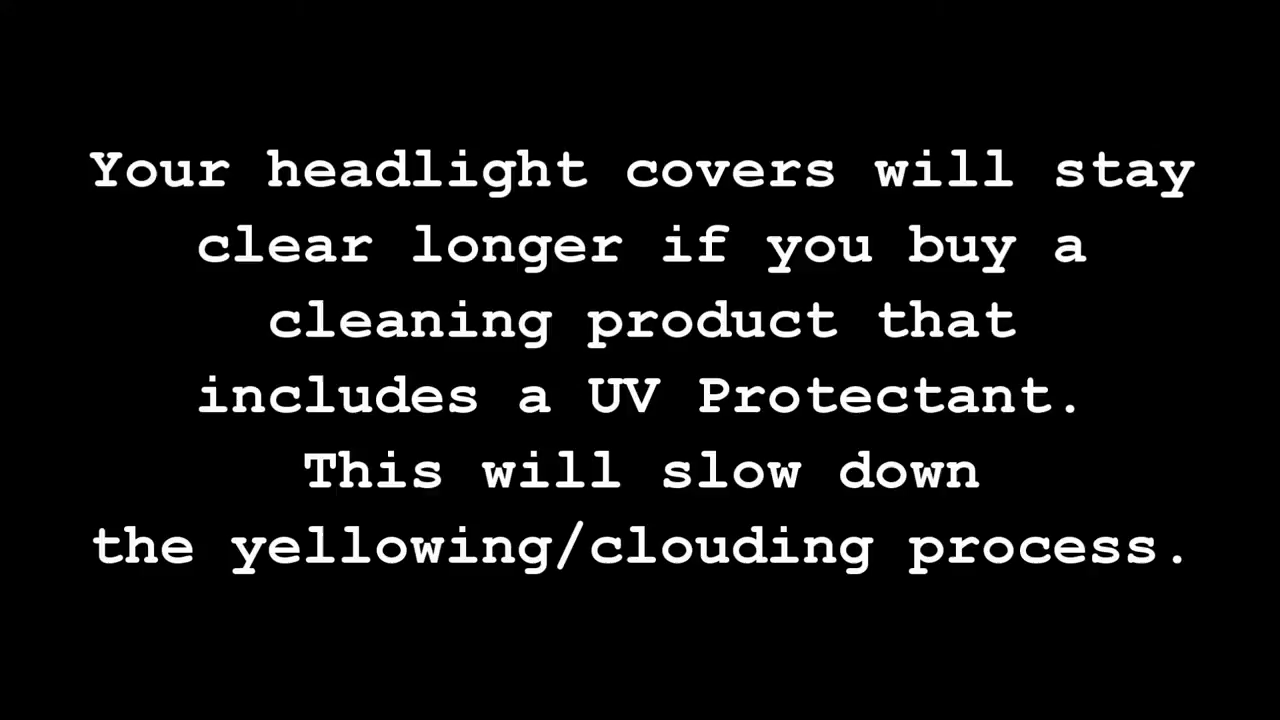 Your headlight covers will stay
clear longer if you buy a
cleaning product that
includes a UV Protectant.
This will slow down
the yellowing/clouding process.